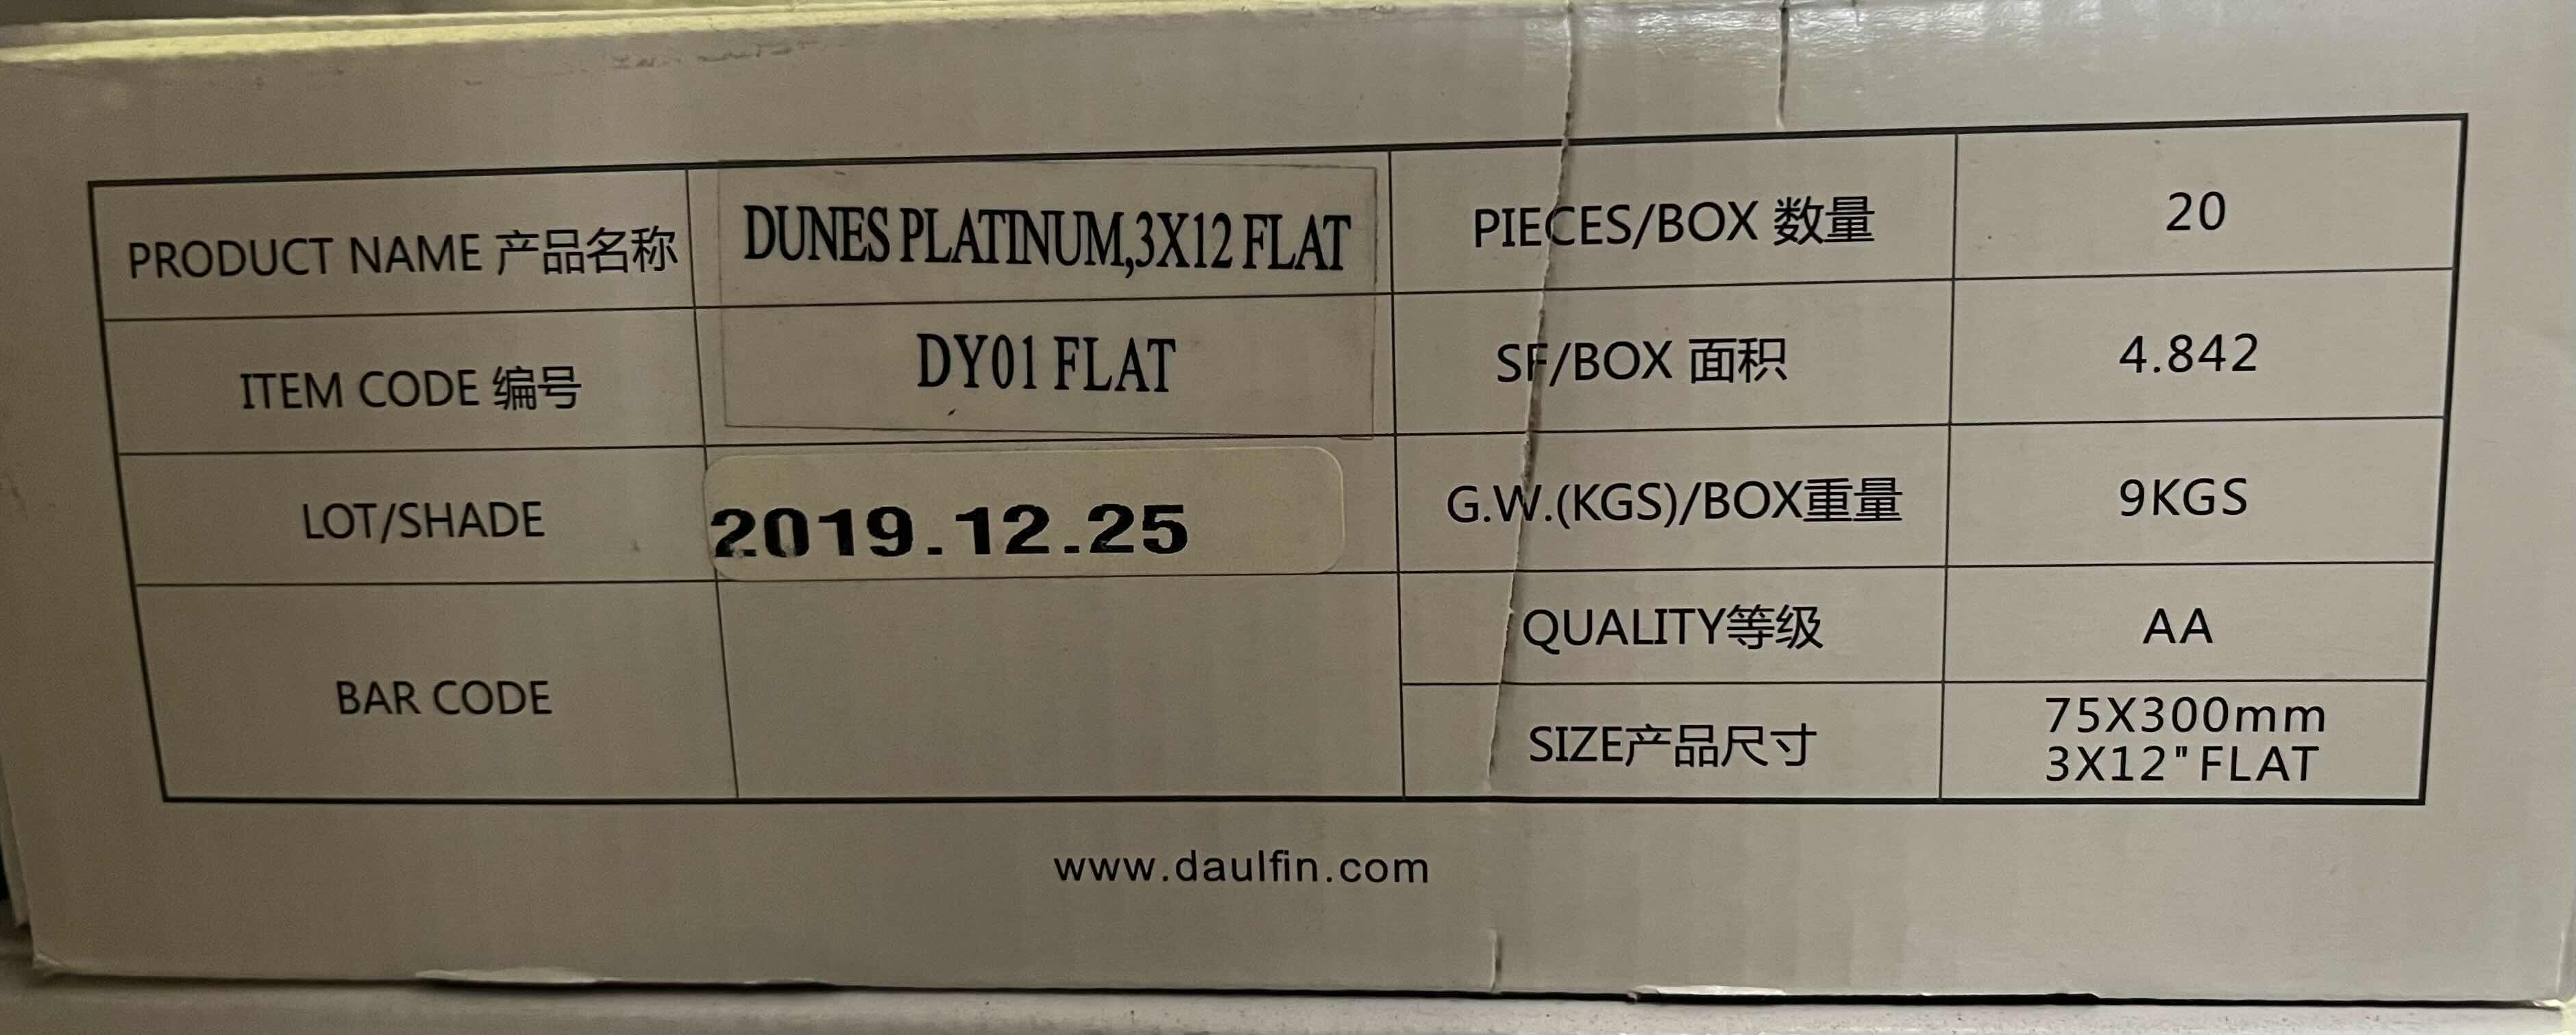 PRODUCT NAME 产品名称
DUNES PLATINUM,3X12 FLAT
PIECES/BOX 数量
20
ITEM CODE 编号
DY01 FLAT
SF/BOX 面积
4.842
LOT/SHADE
2019.12.25
G.W.(KGS)/BOX重量
9KGS
BAR CODE
QUALITY等级
AA
SIZE产品尺寸
75X300mm
3X12"FLAT
www.daulfin.com